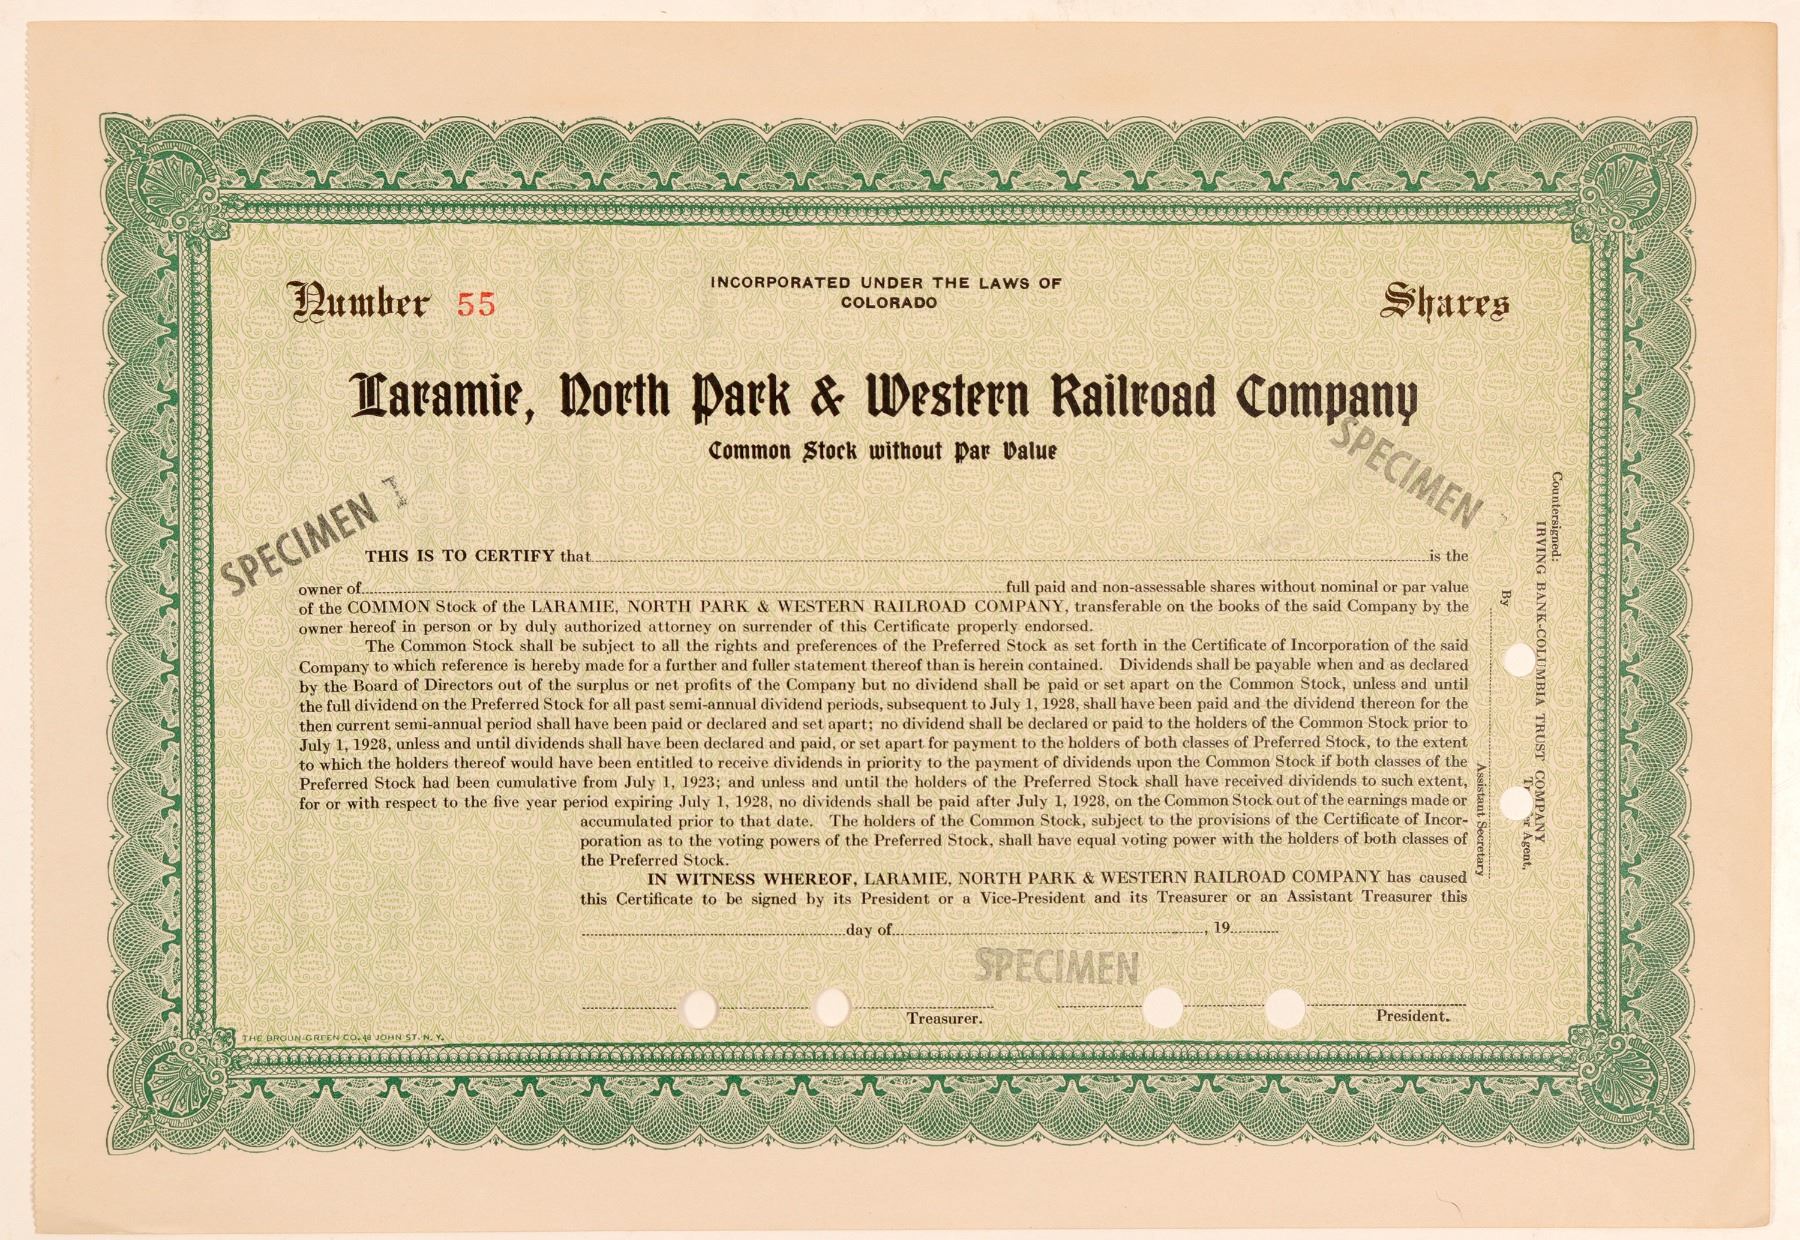 INCORPORATED UNDER THE LAWS OF
COLORADO
Number 55
Shares
Laramie, North Park & Western Railroad Company
Common Stock without Par Value
SPECIMEN
SPECIMEN
THIS IS TO CERTIFY that is the
owner of full paid and non-assessable shares without nominal or par value
of the COMMON Stock of the LARAMIE, NORTH PARK & WESTERN RAILROAD COMPANY, transferable on the books of the said Company by the
owner hereof in person or by duly authorized attorney on surrender of this Certificate properly endorsed.
The Common Stock shall be subject to all the rights and preferences of the Preferred Stock as set forth in the Certificate of Incorporation of the said
Company to which reference is hereby made for a further and fuller statement thereof than is herein contained. Dividends shall be payable when and as declared
by the Board of Directors out of the surplus or net profits of the Company but no dividend shall be paid or set apart on the Common Stock, unless and until
the full dividend on the Preferred Stock for all past semi-annual dividend periods, subsequent to July 1, 1928, shall have been paid and the dividend thereon for the
then current semi-annual period shall have been paid or declared and set apart; no dividend shall be declared or paid to the holders of the Common Stock prior to
July 1, 1928, unless and until dividends shall have been declared and paid, or set apart for payment to the holders of both classes of Preferred Stock, to the extent
to which the holders thereof would have been entitled to receive dividends in priority to the payment of dividends upon the Common Stock if both classes of the
Preferred Stock had been cumulative from July 1, 1923; and unless and until the holders of the Preferred Stock shall have received dividends to such extent,
for or with respect to the five year period expiring July 1, 1928, no dividends shall be paid after July 1, 1928, on the Common Stock out of the earnings made or
accumulated prior to that date. The holders of the Common Stock, subject to the provisions of the Certificate of Incor-
poration as to the voting powers of the Preferred Stock, shall have equal voting power with the holders of both classes of
the Preferred Stock.
IN WITNESS WHEREOF, LARAMIE, NORTH PARK & WESTERN RAILROAD COMPANY has caused
this Certificate to be signed by its President or a Vice-President and its Treasurer or an Assistant Treasurer this
day of , 19
SPECIMEN
Treasurer.
President.
Countersigned:
IRVING BANK-COLUMBIA TRUST COMPANY
Agent,
By
Assistant Secretary
THE BROUN-GREEN CO. 48 JOHN ST. N. Y.